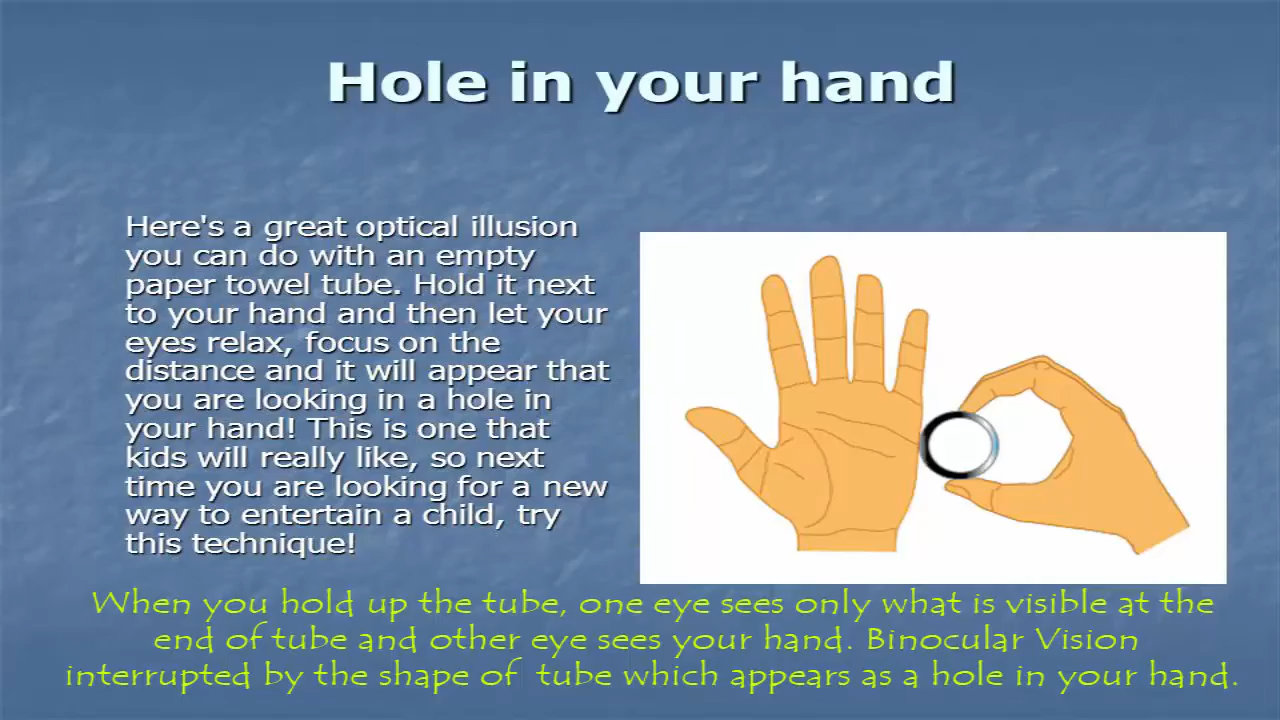 Hole in your hand
Here's a great optical illusion
you can do with an empty
paper towel tube. Hold it next
to your hand and then let your
eyes relax, focus on the
distance and it will appear that
you are looking in a hole in
your hand! This is one that
kids will really like, so next
time you are looking for a new
way to entertain a child, try
this technique!
When you hold up the tube, one eye sees only what is visible at the
end of tube and other eye sees your hand. Binocular Vision
interrupted by the shape of tube which appears as a hole in your hand.